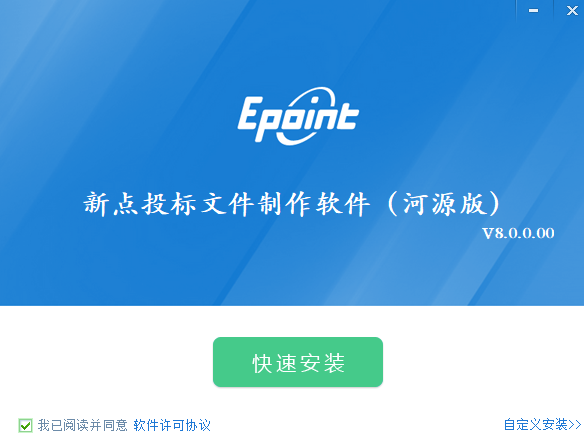 Epoint
新点投标文件制作软件（河源版）
V8.0.0.00
快速安装
我已阅读并同意 软件许可协议
自定义安装>>